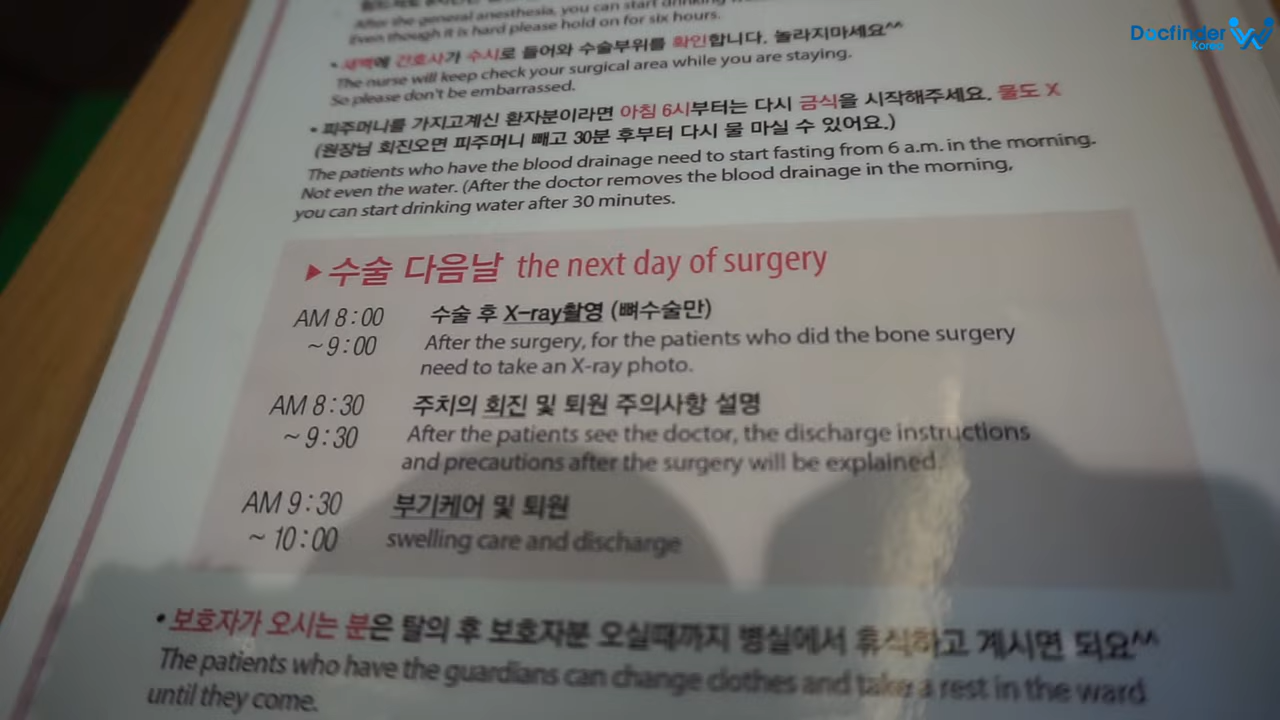 After the general anesthesia, you can start drinking
Even though it is hard please hold on for six hours.
Docfinder
Korea
• 새벽에 간호사가 수시로 들어와 수술부위를 확인합니다. 놀라지마세요^^
The nurse will keep check your surgical area while you are staying.
So please don't be embarrassed.
• 피주머니를 가지고계신 환자분이라면 아침 6시부터는 다시 금식을 시작해주세요. 물도 X
(원장님 회진오면 피주머니 빼고 30분 후부터 다시 물 마실 수 있어요.)
The patients who have the blood drainage need to start fasting from 6 a.m. in the morning.
Not even the water. (After the doctor removes the blood drainage in the morning,
you can start drinking water after 30 minutes.
▶ 수술 다음날 the next day of surgery
AM 8:00 수술 후 X-ray촬영 (뼈수술만)
~ 9:00 After the surgery, for the patients who did the bone surgery
need to take an X-ray photo.
AM 8:30 주치의 회진 및 퇴원 주의사항 설명
~ 9:30 After the patients see the doctor, the discharge instructions
and precautions after the surgery will be explained.
AM 9:30 부기케어 및 퇴원
~ 10:00 swelling care and discharge
• 보호자가 오시는 분은 탈의 후 보호자분 오실때까지 병실에서 휴식하고 계시면 되요^^
The patients who have the guardians can change clothes and take a rest in the ward
until they come.